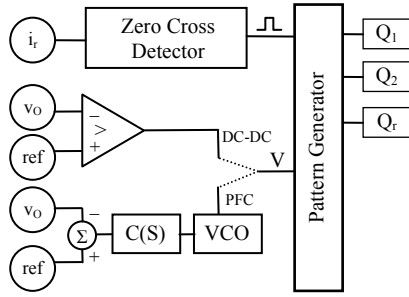 i_r
Zero Cross
Detector
Q_1
Q_2
Q_r
Pattern Generator
v_O
ref
−
>
+
DC-DC
V
PFC
v_O
ref
−
Σ
+
C(S)
VCO